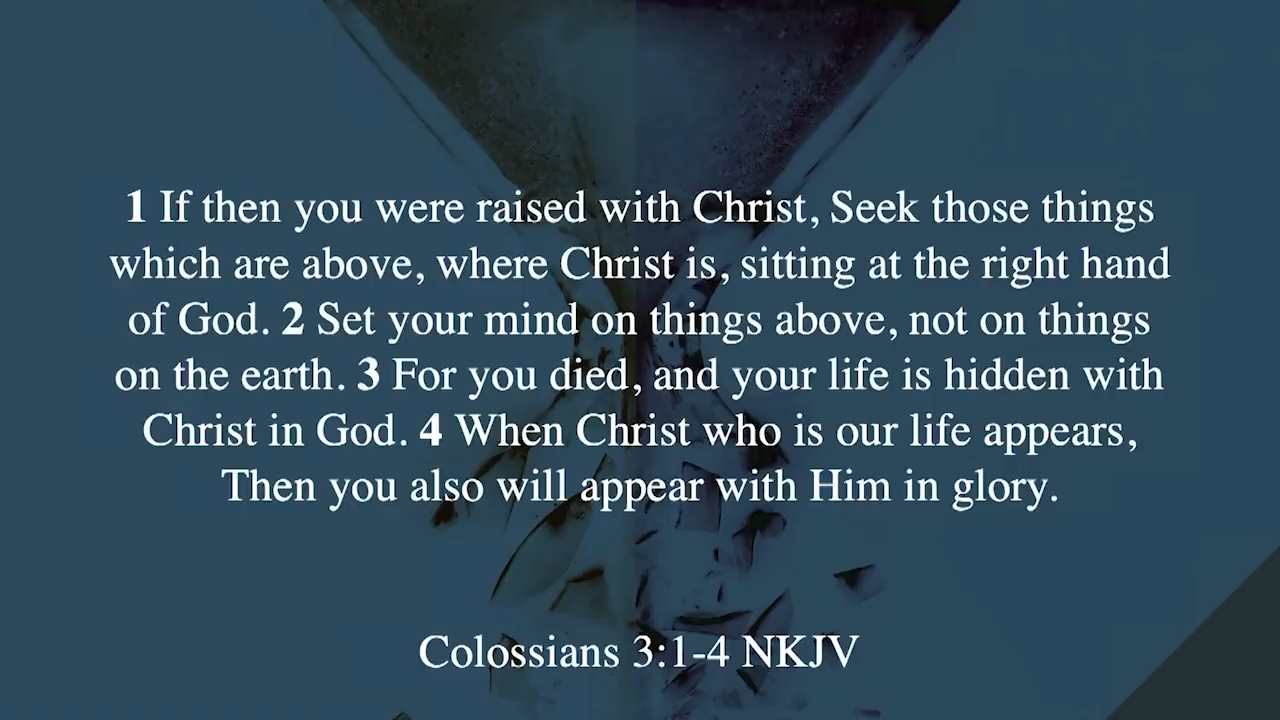 1 If then you were raised with Christ, Seek those things
which are above, where Christ is, sitting at the right hand
of God. 2 Set your mind on things above, not on things
on the earth. 3 For you died, and your life is hidden with
Christ in God. 4 When Christ who is our life appears,
Then you also will appear with Him in glory.
Colossians 3:1-4 NKJV